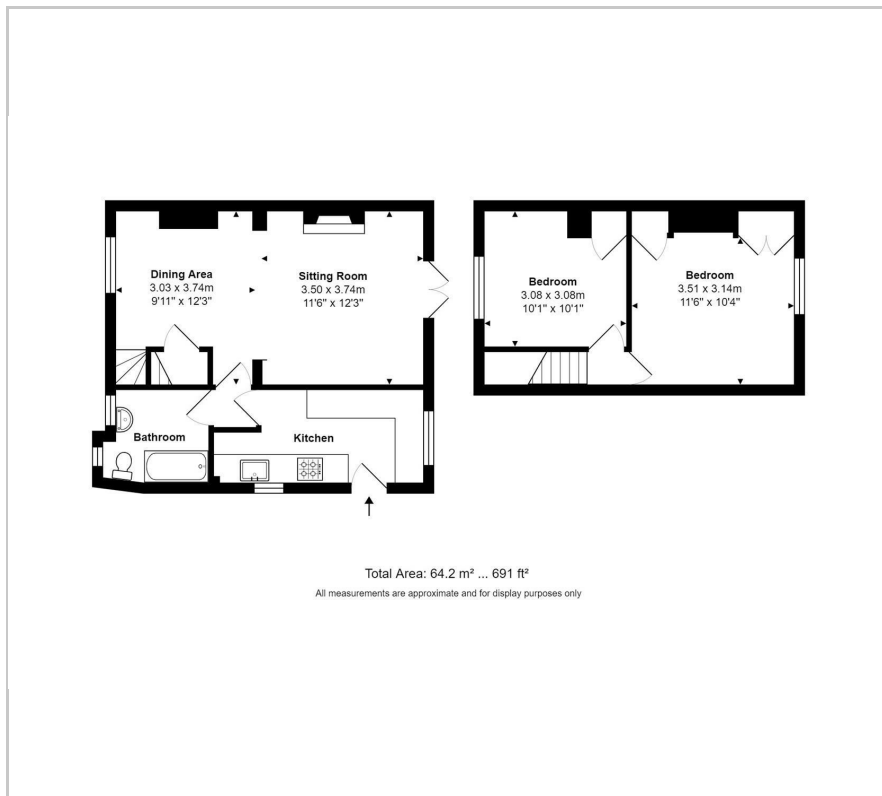 Dining Area
3.03 x 3.74m
9'11" x 12'3"
Sitting Room
3.50 x 3.74m
11'6" x 12'3"
Bedroom
3.08 x 3.08m
10'1" x 10'1"
Bedroom
3.51 x 3.14m
11'6" x 10'4"
Bathroom
Kitchen
Total Area: 64.2 m² ... 691 ft²
All measurements are approximate and for display purposes only